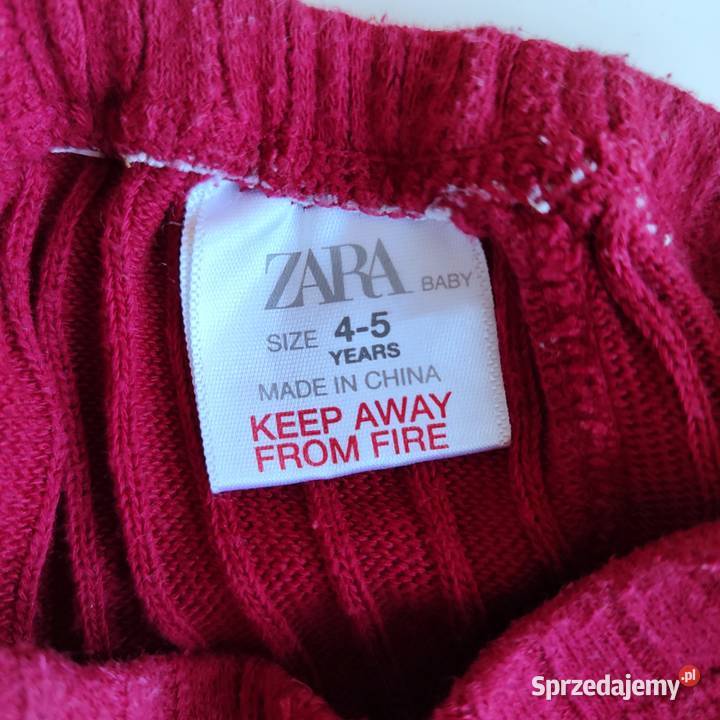 ZARA BABY
SIZE 4-5
YEARS
MADE IN CHINA
KEEP AWAY
FROM FIRE
Sprzedajemy.pl